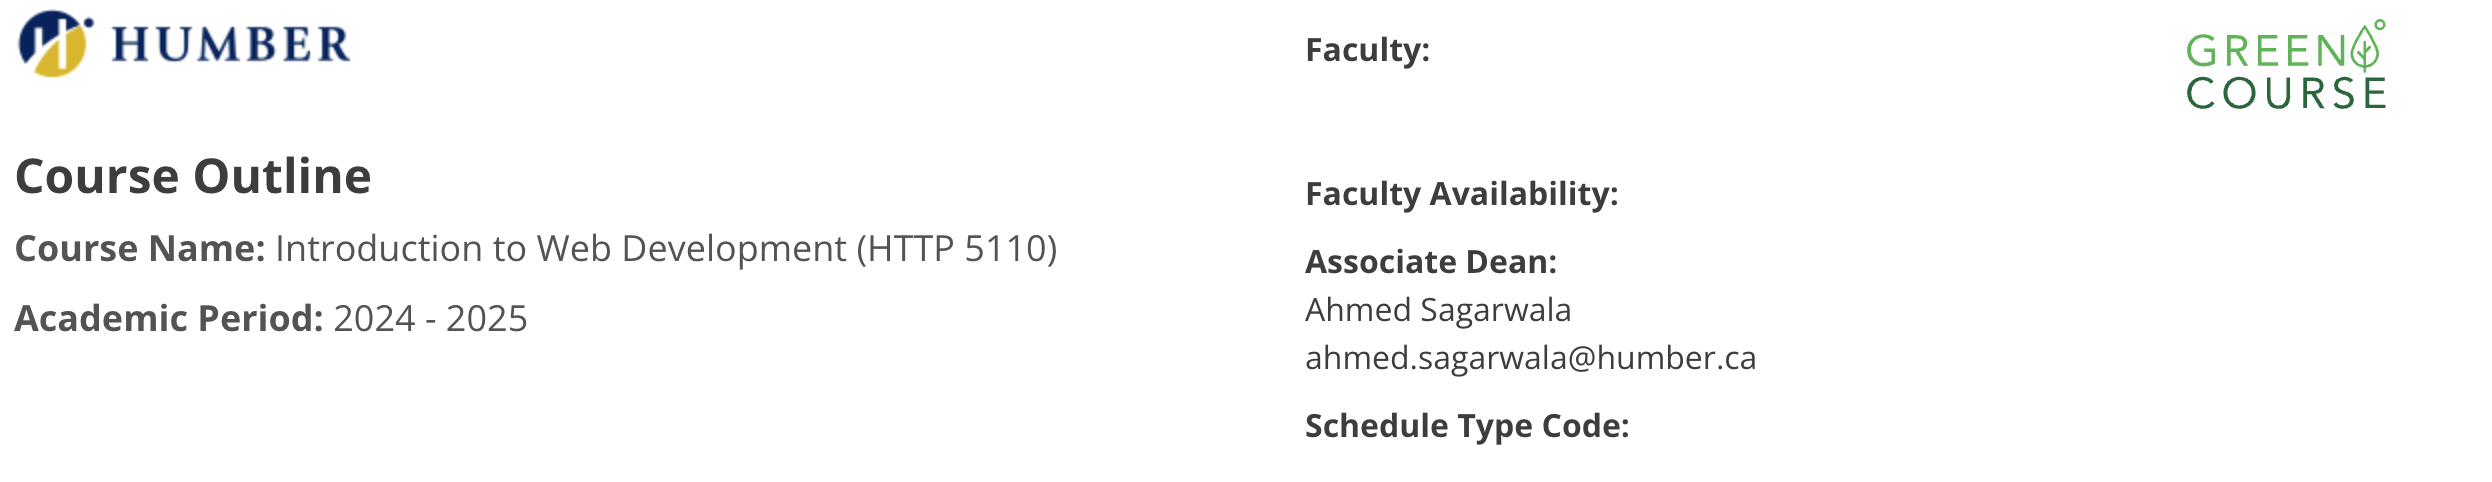 HUMBER
Course Outline
Course Name: Introduction to Web Development (HTTP 5110)
Academic Period: 2024 - 2025
Faculty:
Faculty Availability:
Associate Dean:
Ahmed Sagarwala
ahmed.sagarwala@humber.ca
Schedule Type Code:
GREEN
COURSE